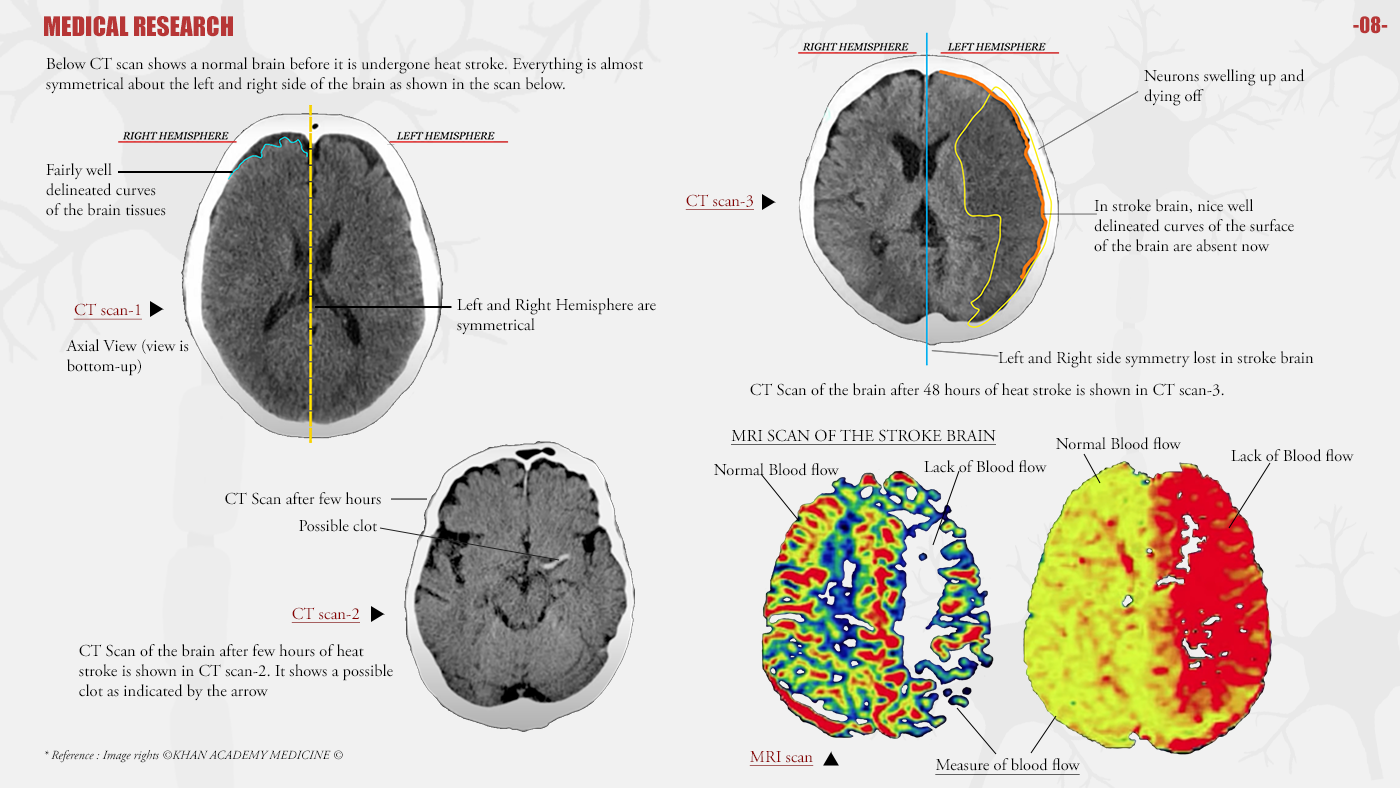 MEDICAL RESEARCH
-08-
Below CT scan shows a normal brain before it is undergone heat stroke. Everything is almost
symmetrical about the left and right side of the brain as shown in the scan below.
RIGHT HEMISPHERE
LEFT HEMISPHERE
Fairly well
delineated curves
of the brain tissues
CT scan-1
Left and Right Hemisphere are
symmetrical
Axial View (view is
bottom-up)
CT Scan after few hours
Possible clot
CT scan-2
CT Scan of the brain after few hours of heat
stroke is shown in CT scan-2. It shows a possible
clot as indicated by the arrow
* Reference : Image rights ©KHAN ACADEMY MEDICINE ©
RIGHT HEMISPHERE
LEFT HEMISPHERE
Neurons swelling up and
dying off
CT scan-3
In stroke brain, nice well
delineated curves of the surface
of the brain are absent now
Left and Right side symmetry lost in stroke brain
CT Scan of the brain after 48 hours of heat stroke is shown in CT scan-3.
MRI SCAN OF THE STROKE BRAIN
Normal Blood flow
Lack of Blood flow
Normal Blood flow
Lack of Blood flow
MRI scan
Measure of blood flow